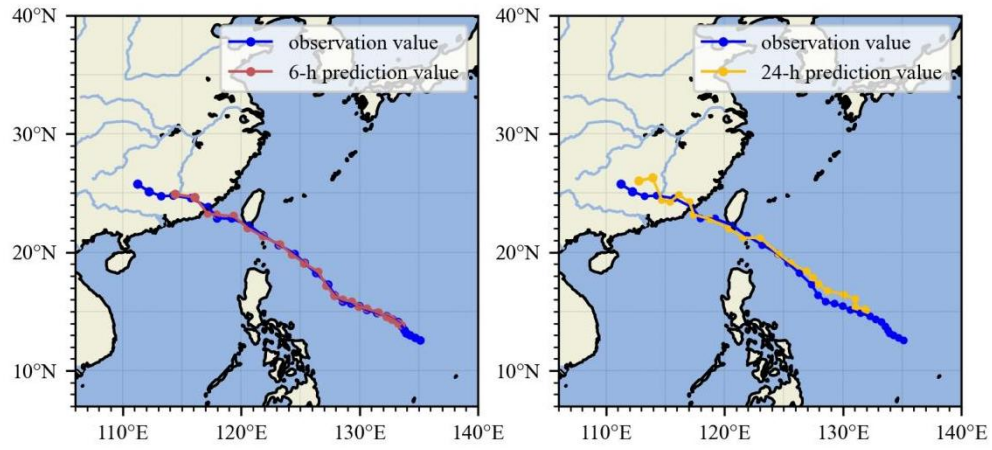 40°N
30°N
20°N
10°N
110°E 120°E 130°E 140°E
observation value
6-h prediction value
40°N
30°N
20°N
10°N
110°E 120°E 130°E 140°E
observation value
24-h prediction value